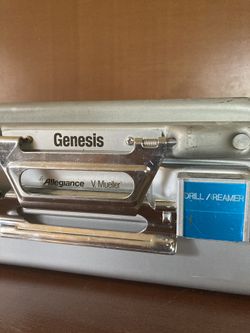 Genesis
Allegiance V. Mueller
DRILL/REAMER